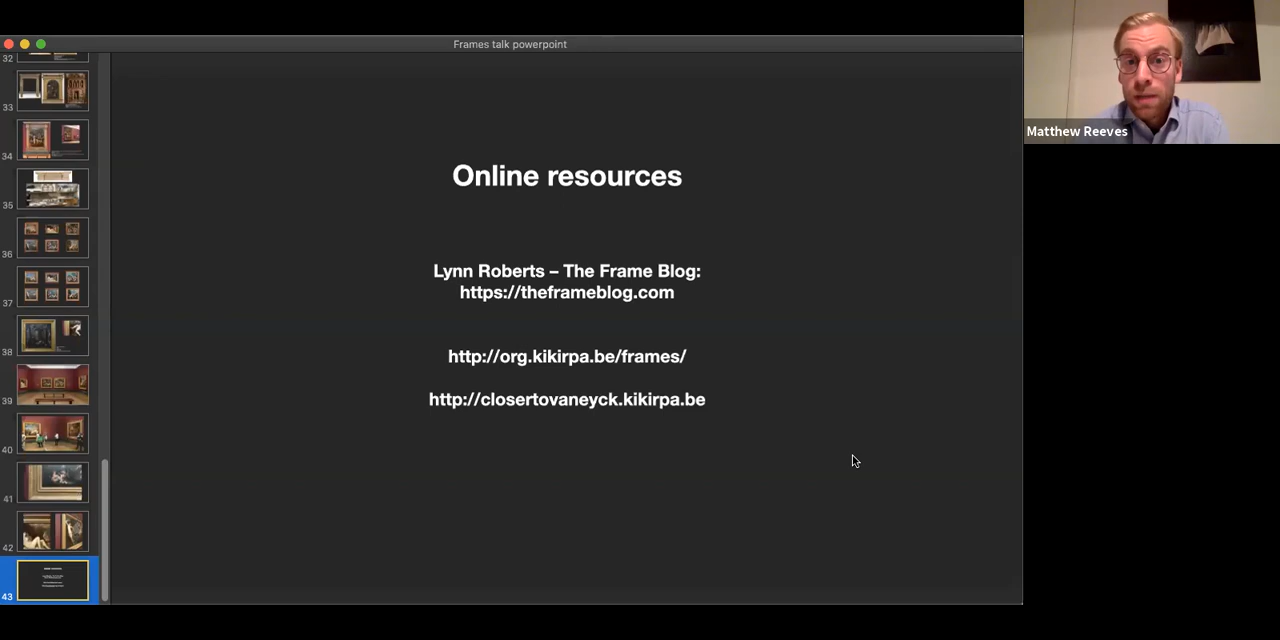 Frames talk powerpoint
Matthew Reeves
Online resources
Lynn Roberts – The Frame Blog:
https://theframeblog.com
http://org.kikirpa.be/frames/
http://closertovaneyck.kikirpa.be
32
33
34
35
36
37
38
39
40
41
42
43